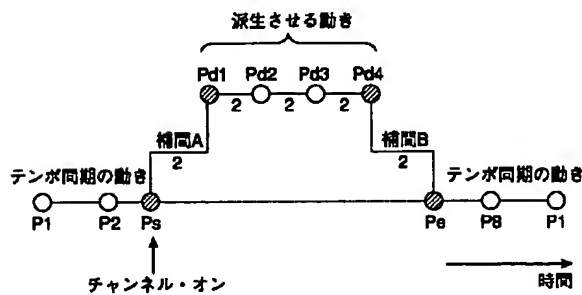 派生させる動き
Pd1 Pd2 Pd3 Pd4
2 2 2
補間A 補間B
2 2
テンポ同期の動き テンポ同期の動き
P1 P2 Ps Pe P8 P1
チャンネル・オン 時間